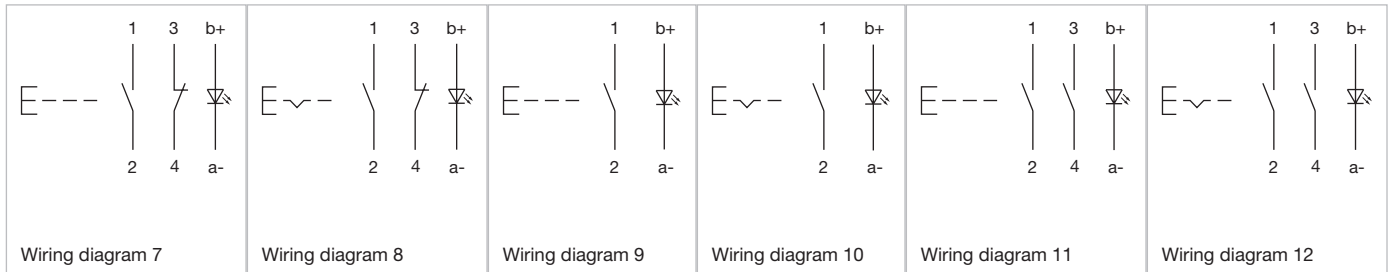 1 3 b+ 1 3 b+ 1 b+ 1 b+ 1 3 b+ 1 3 b+
2 4 a- 2 4 a- 2 a- 2 a- 2 4 a- 2 4 a-
Wiring diagram 7 Wiring diagram 8 Wiring diagram 9 Wiring diagram 10 Wiring diagram 11 Wiring diagram 12